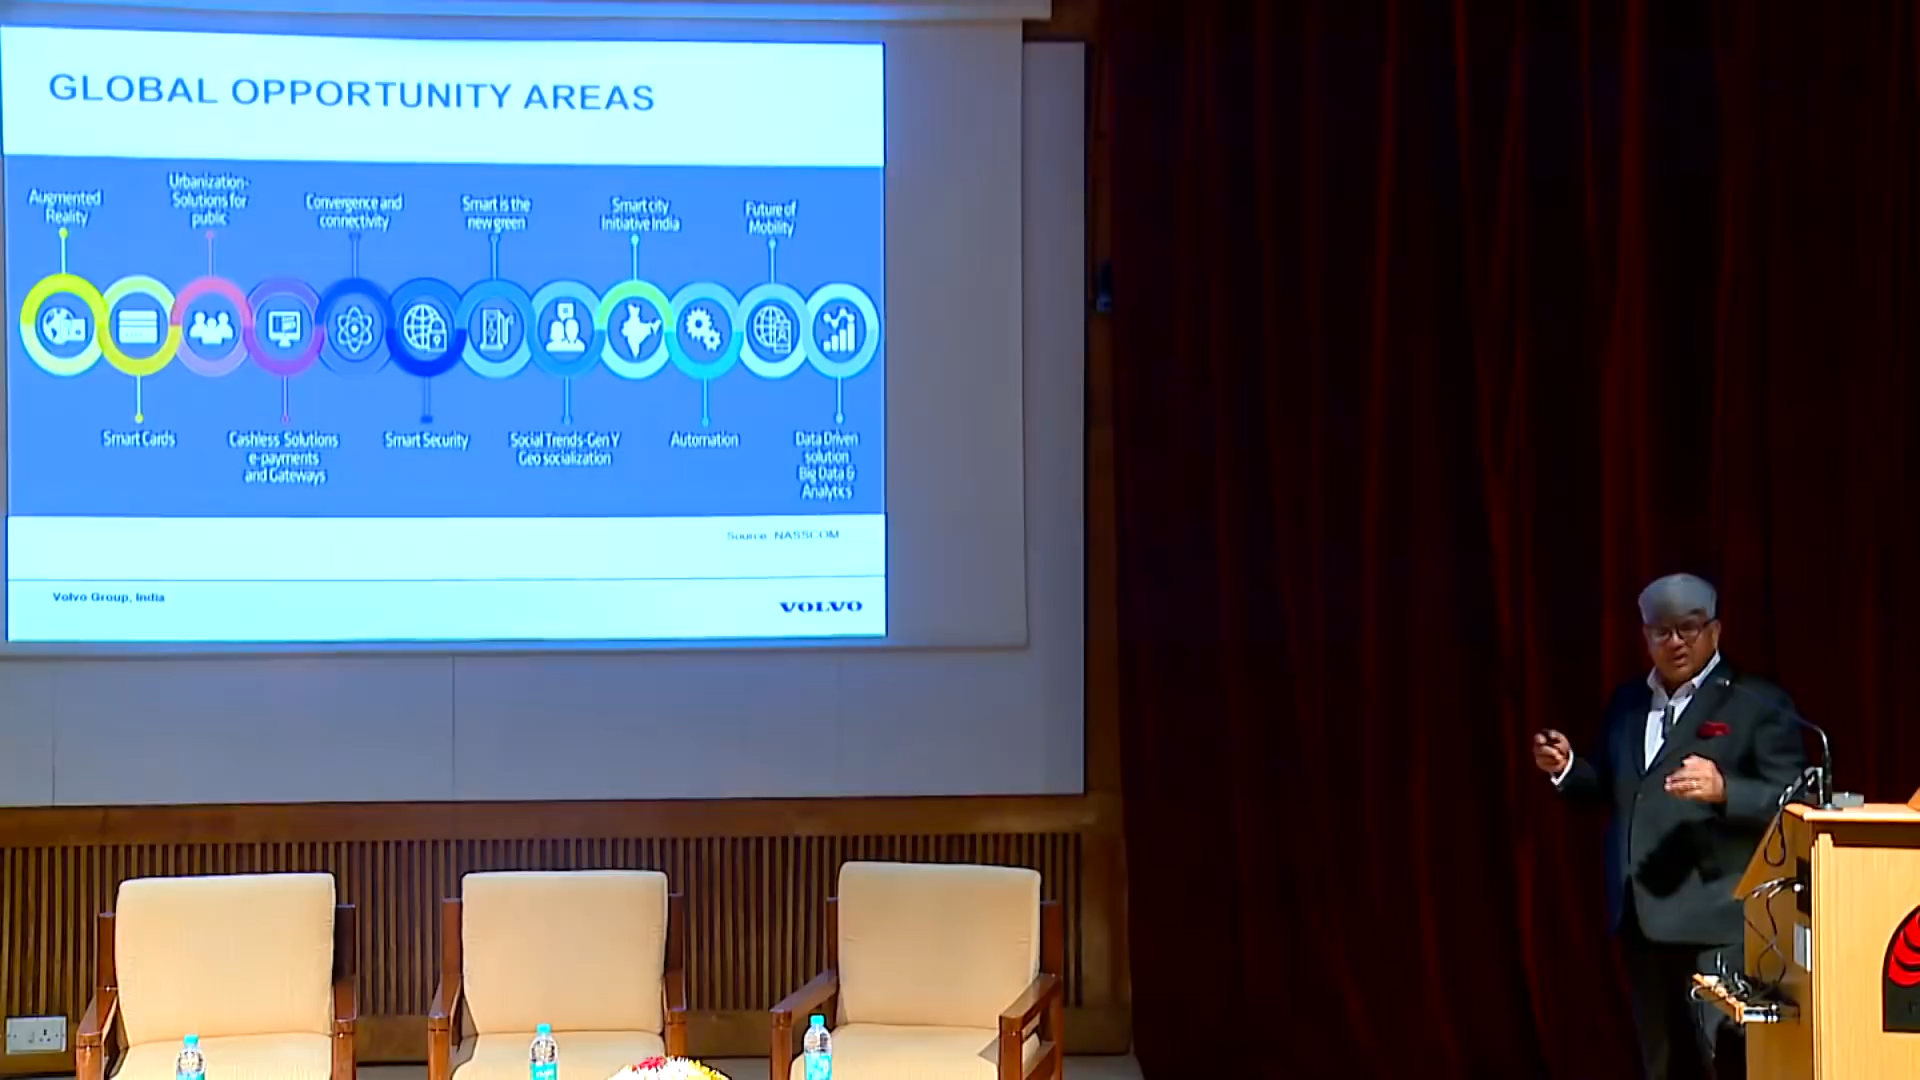 GLOBAL OPPORTUNITY AREAS
Augmented
Reality
Urbanization-
Solutions for
public
Convergence and
connectivity
Smart is the
new green
Smart city
Initiative India
Future of
Mobility
Smart Cards
Cashless Solutions
e-payments
and Gateways
Smart Security
Social Trends-Gen Y
Geo socialization
Automation
Data Driven
solution
Big Data &
Analytics
Source: NASSCOM
Volvo Group, India
VOLVO